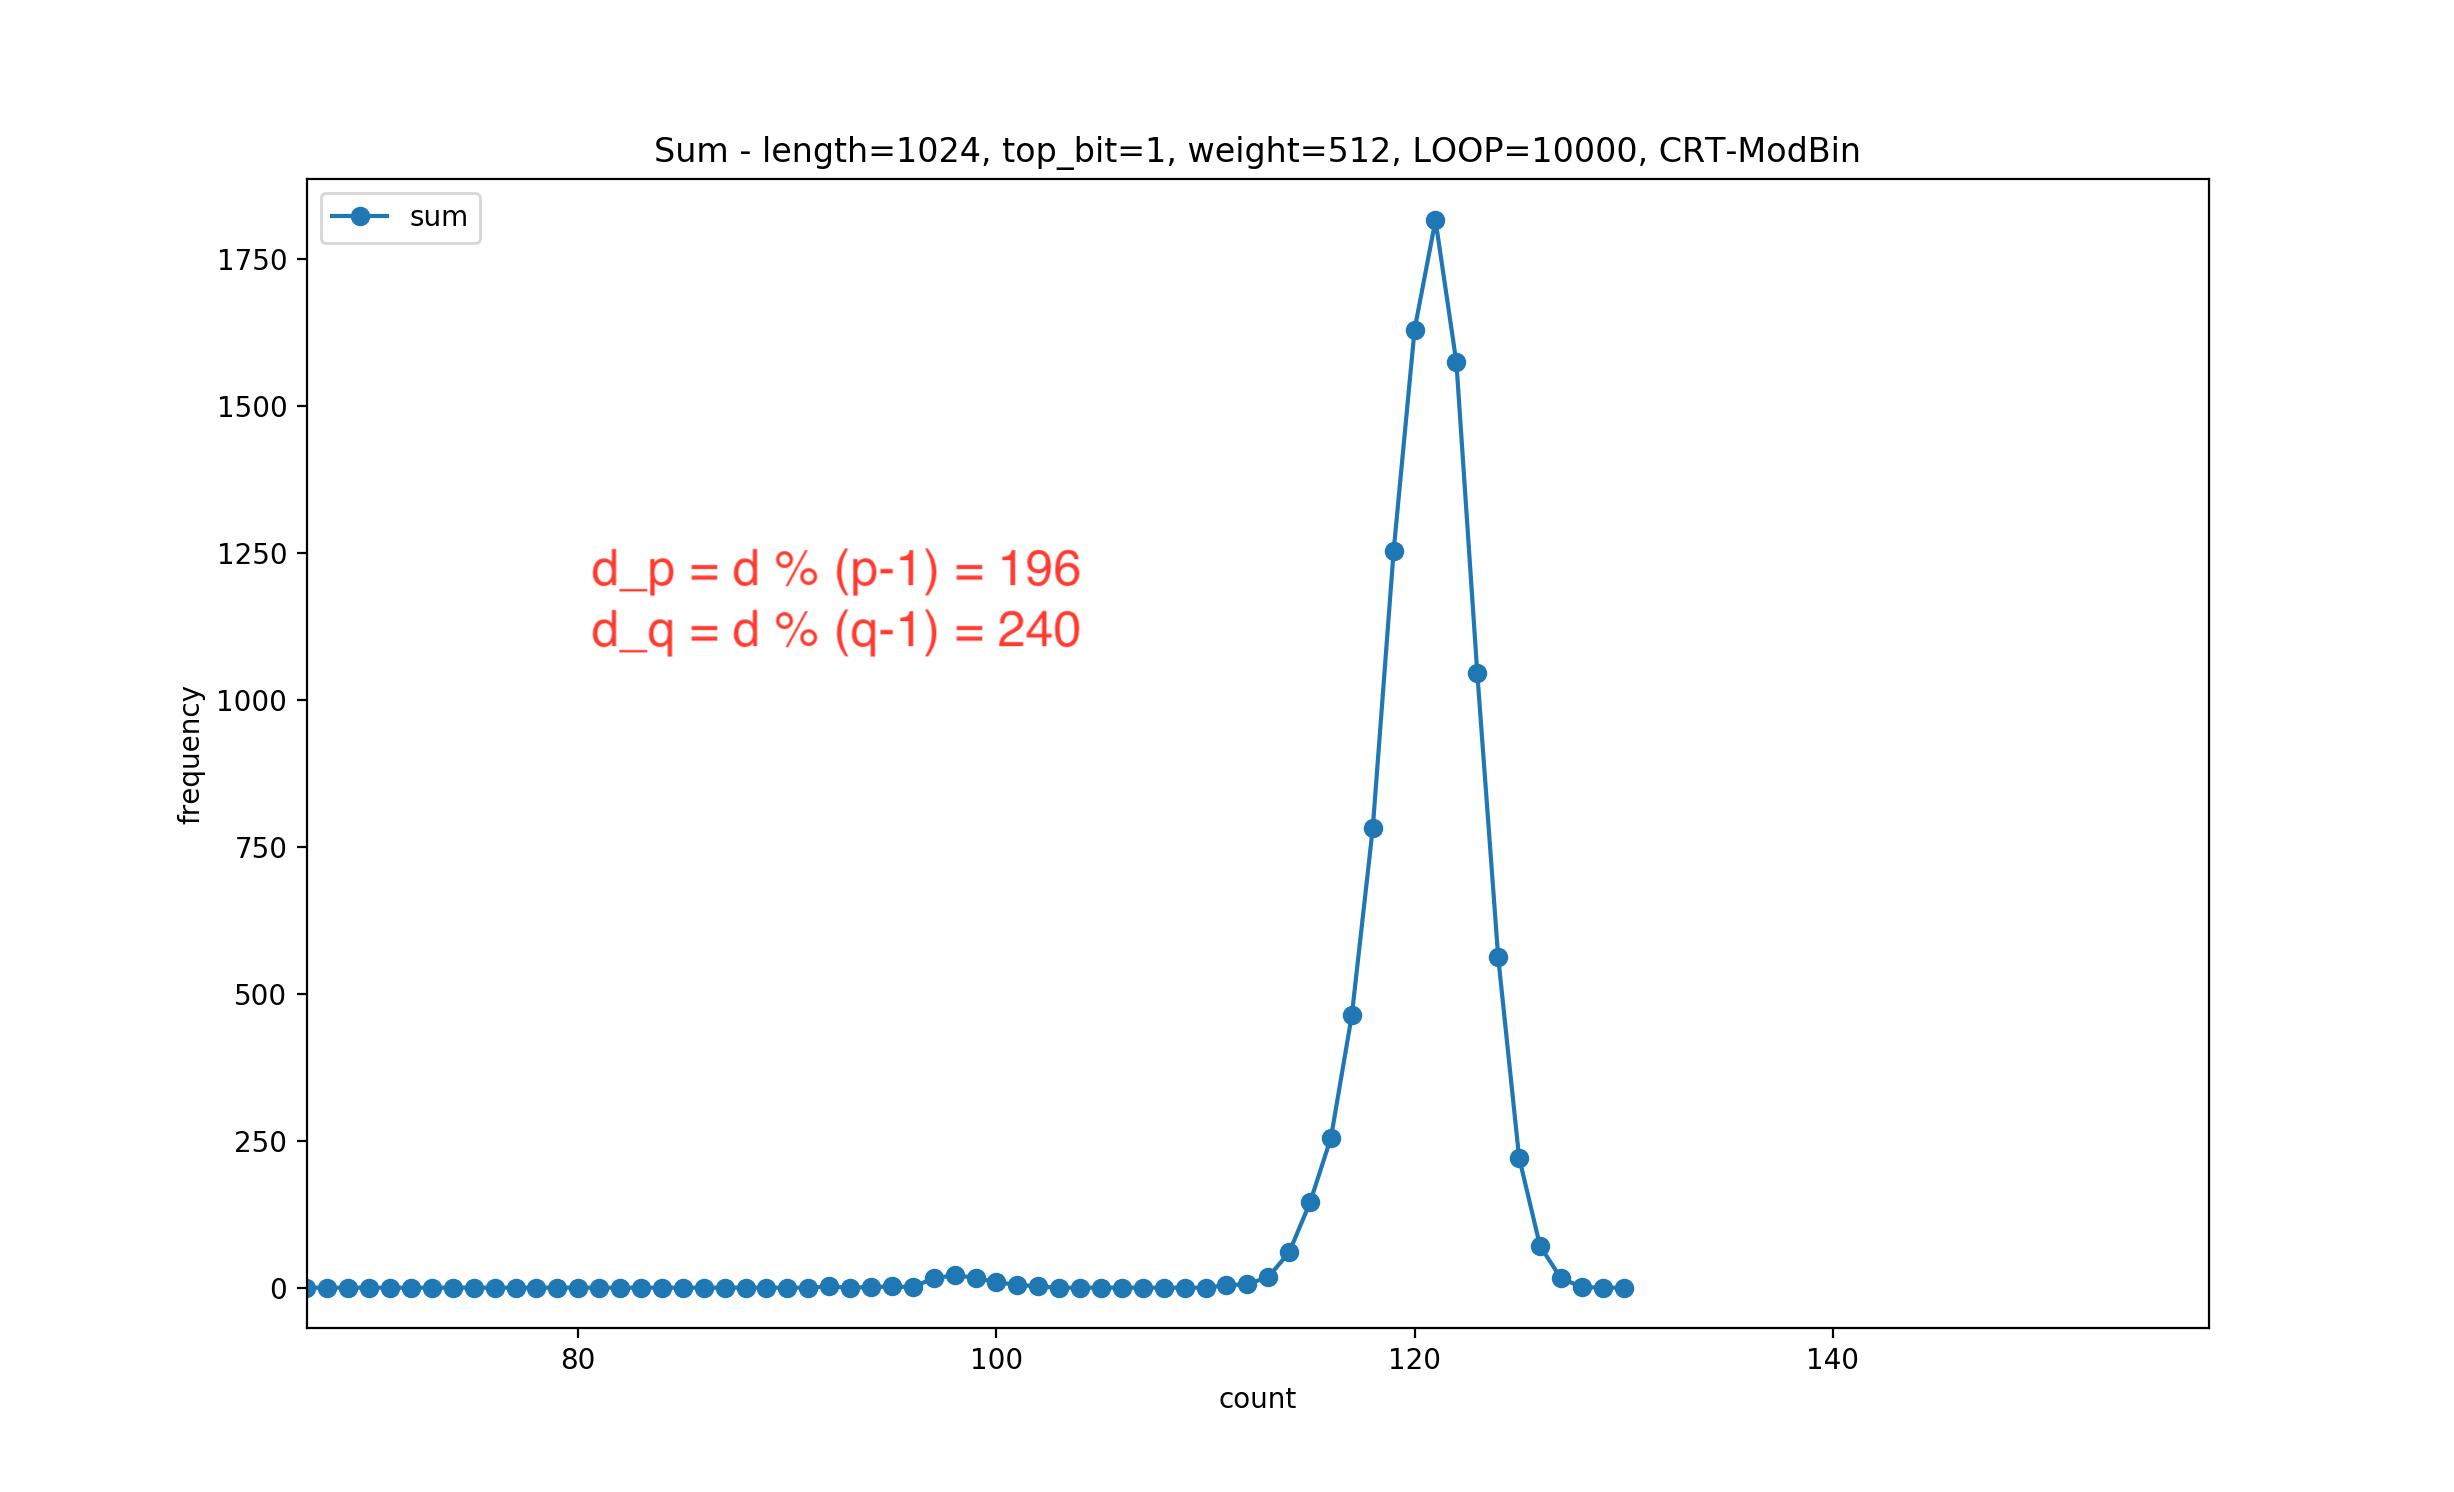 Sum - length=1024, top_bit=1, weight=512, LOOP=10000, CRT-ModBin
sum
1750
1500
1250
1000
750
500
250
0
frequency
d_p = d % (p-1) = 196
d_q = d % (q-1) = 240
80
100
120
140
count